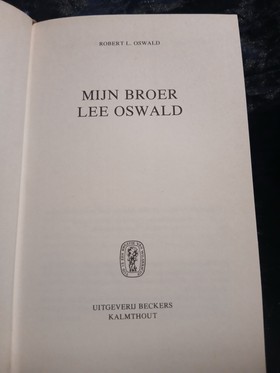 ROBERT L. OSWALD
MIJN BROER
LEE OSWALD
UITGEVERIJ BECKERS
KALMTHOUT